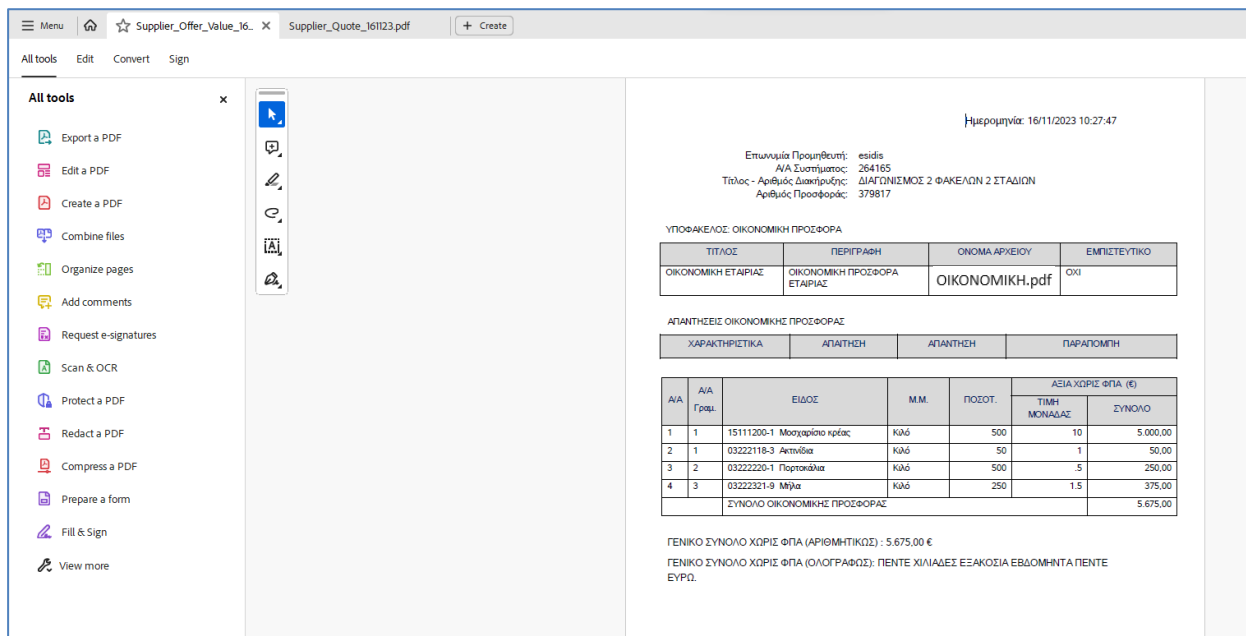 Menu
Supplier_Offer_Value_16...
Supplier_Quote_161123.pdf
+ Create
All tools Edit Convert Sign
All tools
Export a PDF
Edit a PDF
Create a PDF
Combine files
Organize pages
Add comments
Request e-signatures
Scan & OCR
Protect a PDF
Redact a PDF
Compress a PDF
Prepare a form
Fill & Sign
View more
Ημερομηνία: 16/11/2023 10:27:47
Επωνυμία Προμηθευτή: esidis
Α/Α Συστήματος: 264165
Τίτλος - Αριθμός Διακήρυξης: ΔΙΑΓΩΝΙΣΜΟΣ 2 ΦΑΚΕΛΩΝ 2 ΣΤΑΔΙΩΝ
Αριθμός Προσφοράς: 379817
ΥΠΟΦΑΚΕΛΟΣ: ΟΙΚΟΝΟΜΙΚΗ ΠΡΟΣΦΟΡΑ
ΤΙΤΛΟΣ ΠΕΡΙΓΡΑΦΗ ΟΝΟΜΑ ΑΡΧΕΙΟΥ ΕΜΠΙΣΤΕΥΤΙΚΟ
ΟΙΚΟΝΟΜΙΚΗ ΕΤΑΙΡΙΑΣ ΟΙΚΟΝΟΜΙΚΗ ΠΡΟΣΦΟΡΑ ΕΤΑΙΡΙΑΣ ΟΙΚΟΝΟΜΙΚΗ.pdf ΟΧΙ
ΑΠΑΝΤΗΣΕΙΣ ΟΙΚΟΝΟΜΙΚΗΣ ΠΡΟΣΦΟΡΑΣ
ΧΑΡΑΚΤΗΡΙΣΤΙΚΑ ΑΠΑΙΤΗΣΗ ΑΠΑΝΤΗΣΗ ΠΑΡΑΠΟΜΠΗ
Α/Α Α/Α Γραμ. ΕΙΔΟΣ Μ.Μ. ΠΟΣΟΤ. ΑΞΙΑ ΧΩΡΙΣ ΦΠΑ (€)
ΤΙΜΗ ΜΟΝΑΔΑΣ ΣΥΝΟΛΟ
1 1 15111200-1 Μοσχαρίσιο κρέας Κιλό 500 10 5.000,00
2 1 03222118-3 Ακτινίδια Κιλό 50 1 50,00
3 2 03222220-1 Πορτοκάλια Κιλό 500 .5 250,00
4 3 03222321-9 Μήλα Κιλό 250 1.5 375,00
ΣΥΝΟΛΟ ΟΙΚΟΝΟΜΙΚΗΣ ΠΡΟΣΦΟΡΑΣ 5.675,00
ΓΕΝΙΚΟ ΣΥΝΟΛΟ ΧΩΡΙΣ ΦΠΑ (ΑΡΙΘΜΗΤΙΚΩΣ) : 5.675,00 €
ΓΕΝΙΚΟ ΣΥΝΟΛΟ ΧΩΡΙΣ ΦΠΑ (ΟΛΟΓΡΑΦΩΣ): ΠΕΝΤΕ ΧΙΛΙΑΔΕΣ ΕΞΑΚΟΣΙΑ ΕΒΔΟΜΗΝΤΑ ΠΕΝΤΕ
ΕΥΡΩ.